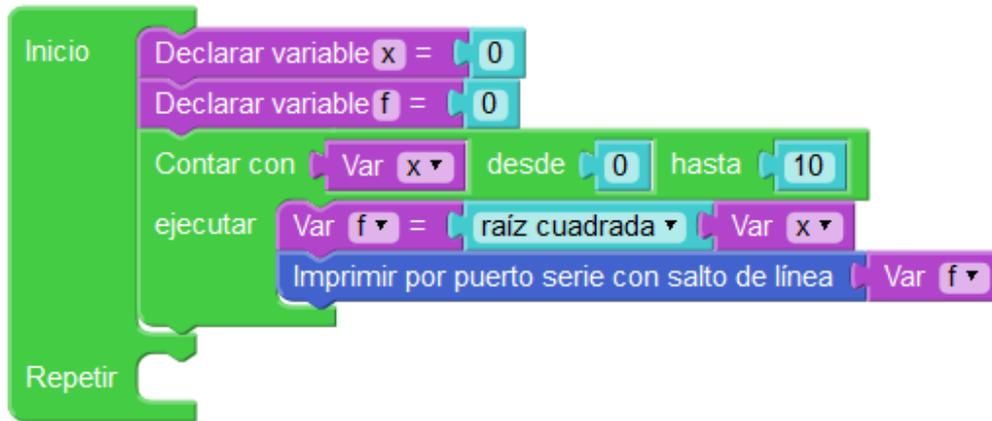 Inicio Declarar variable x = 0
Declarar variable f = 0
Contar con Var x desde 0 hasta 10
ejecutar Var f = raíz cuadrada Var x
Imprimir por puerto serie con salto de línea Var f
Repetir